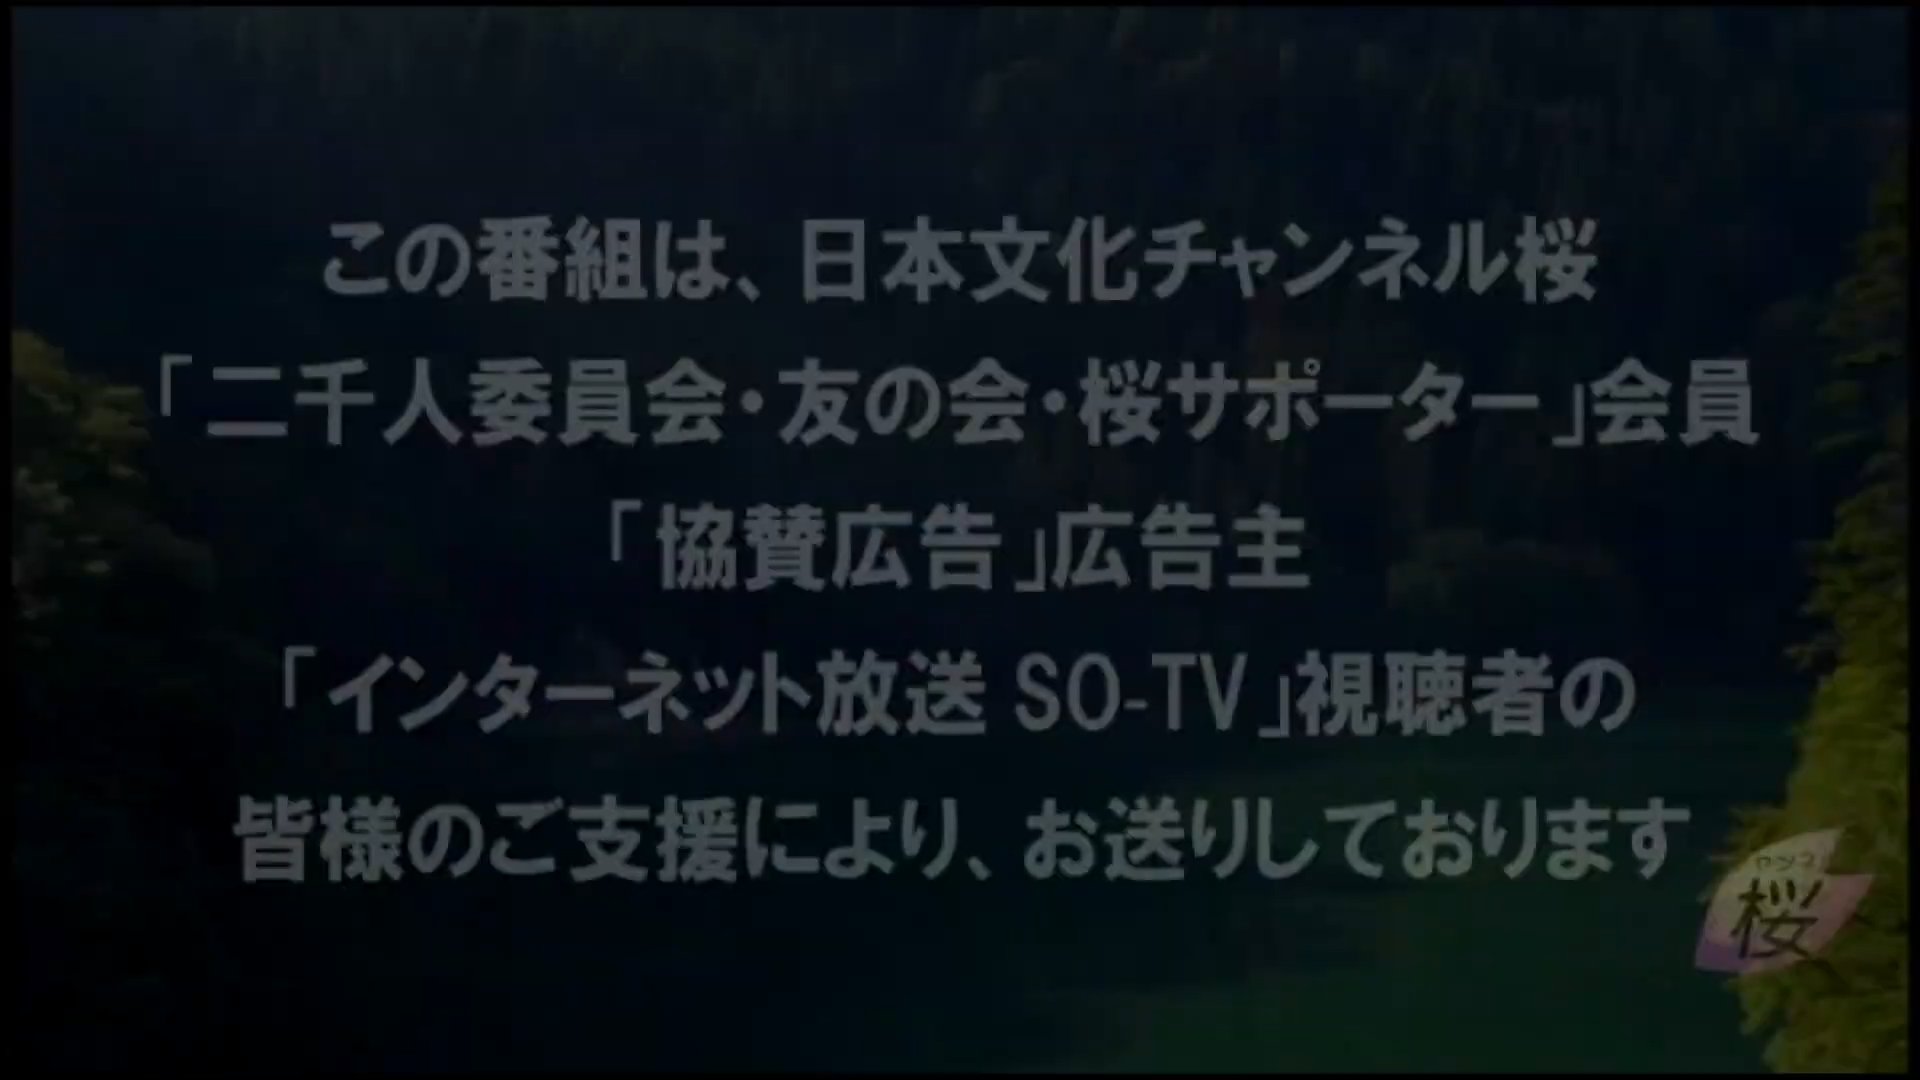 この番組は、日本文化チャンネル桜
「二千人委員会・友の会・桜サポーター」会員
「協賛広告」広告主
「インターネット放送 SO-TV」視聴者の
皆様のご支援により、お送りしております
桜